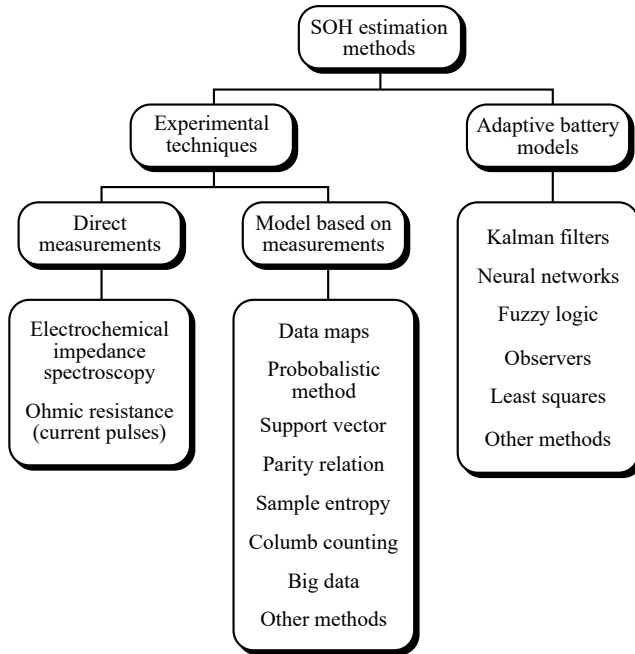 SOH estimation
methods
Experimental
techniques
Adaptive battery
models
Direct
measurements
Model based on
measurements
Electrochemical
impedance
spectroscopy
Ohmic resistance
(current pulses)
Data maps
Probobalistic
method
Support vector
Parity relation
Sample entropy
Columb counting
Big data
Other methods
Kalman filters
Neural networks
Fuzzy logic
Observers
Least squares
Other methods